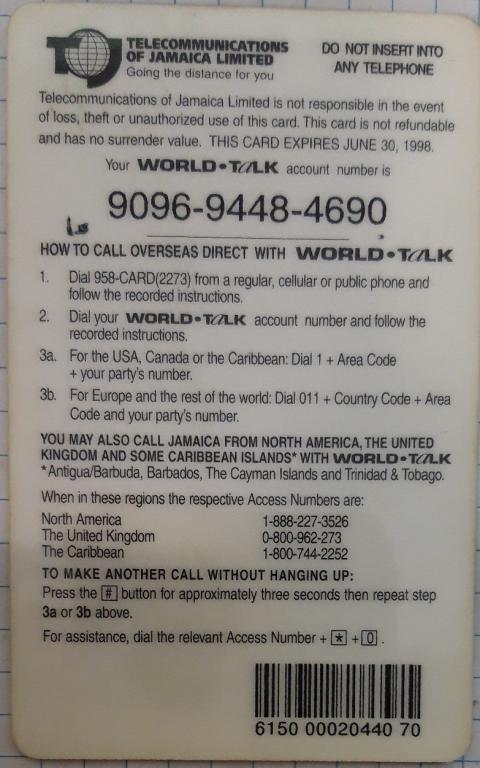 TOJ
TELECOMMUNICATIONS
OF JAMAICA LIMITED
Going the distance for you
DO NOT INSERT INTO
ANY TELEPHONE
Telecommunications of Jamaica Limited is not responsible in the event
of loss, theft or unauthorized use of this card. This card is not refundable
and has no surrender value. THIS CARD EXPIRES JUNE 30, 1998.
Your WORLD•TALK account number is
9096-9448-4690
HOW TO CALL OVERSEAS DIRECT WITH WORLD•TALK
1. Dial 958-CARD(2273) from a regular, cellular or public phone and
follow the recorded instructions.
2. Dial your WORLD•TALK account number and follow the
recorded instructions.
3a. For the USA, Canada or the Caribbean: Dial 1 + Area Code
+ your party's number.
3b. For Europe and the rest of the world: Dial 011 + Country Code + Area
Code and your party's number.
YOU MAY ALSO CALL JAMAICA FROM NORTH AMERICA, THE UNITED
KINGDOM AND SOME CARIBBEAN ISLANDS* WITH WORLD•TALK
*Antigua/Barbuda, Barbados, The Cayman Islands and Trinidad & Tobago.
When in these regions the respective Access Numbers are:
North America 1-888-227-3526
The United Kingdom 0-800-962-273
The Caribbean 1-800-744-2252
TO MAKE ANOTHER CALL WITHOUT HANGING UP:
Press the # button for approximately three seconds then repeat step
3a or 3b above.
For assistance, dial the relevant Access Number + * + 0 .
6150 00020440 70